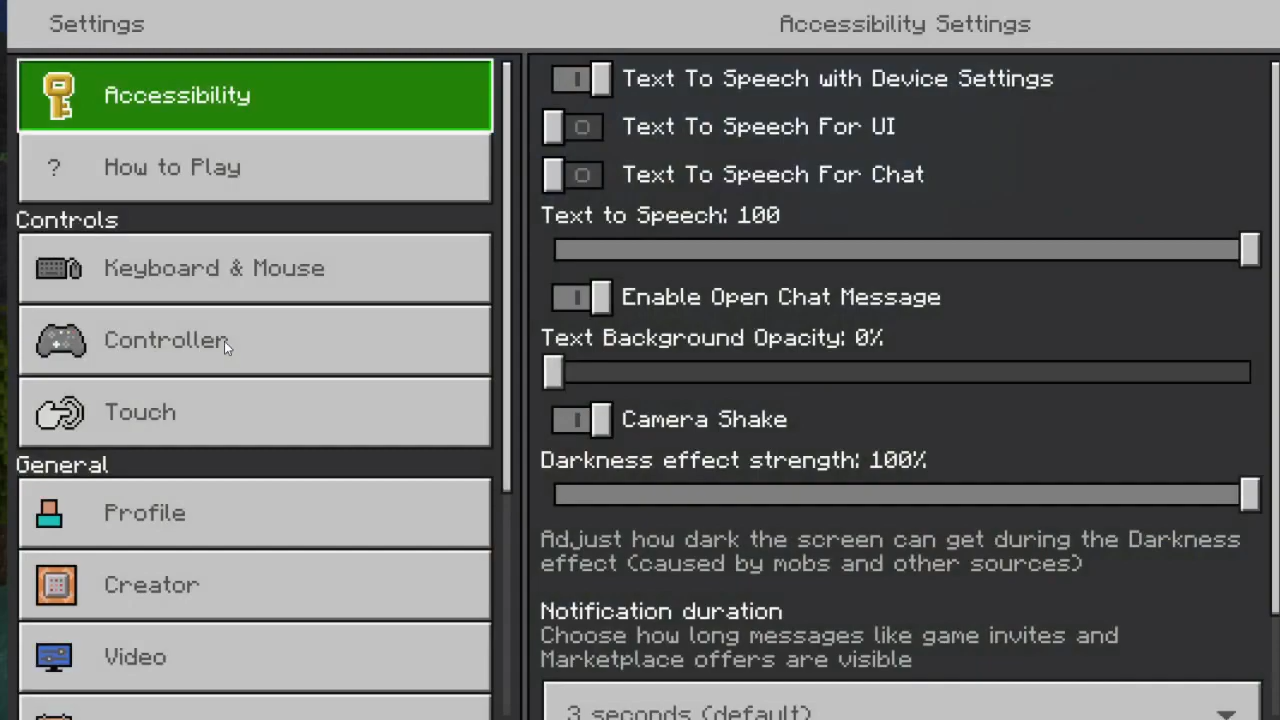 Settings
Accessibility Settings
Accessibility
? How to Play
Controls
Keyboard & Mouse
Controller
Touch
General
Profile
Creator
Video
Text To Speech with Device Settings
Text To Speech For UI
Text To Speech For Chat
Text to Speech: 100
Enable Open Chat Message
Text Background Opacity: 0%
Camera Shake
Darkness effect strength: 100%
Adjust how dark the screen can get during the Darkness
effect (caused by mobs and other sources)
Notification duration
Choose how long messages like game invites and
Marketplace offers are visible
3 seconds (default)